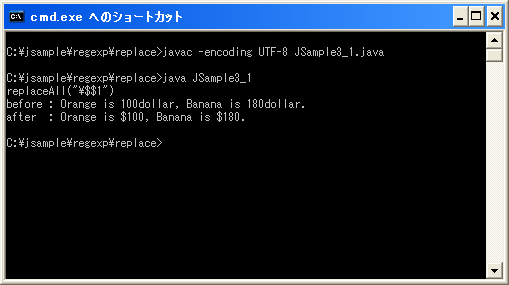 cmd.exe へのショートカット
C:¥jsample¥regexp¥replace>javac -encoding UTF-8 JSample3_1.java
C:¥jsample¥regexp¥replace>java JSample3_1
replaceAll("¥$$1")
before : Orange is 100dollar, Banana is 180dollar.
after  : Orange is $100, Banana is $180.
C:¥jsample¥regexp¥replace>